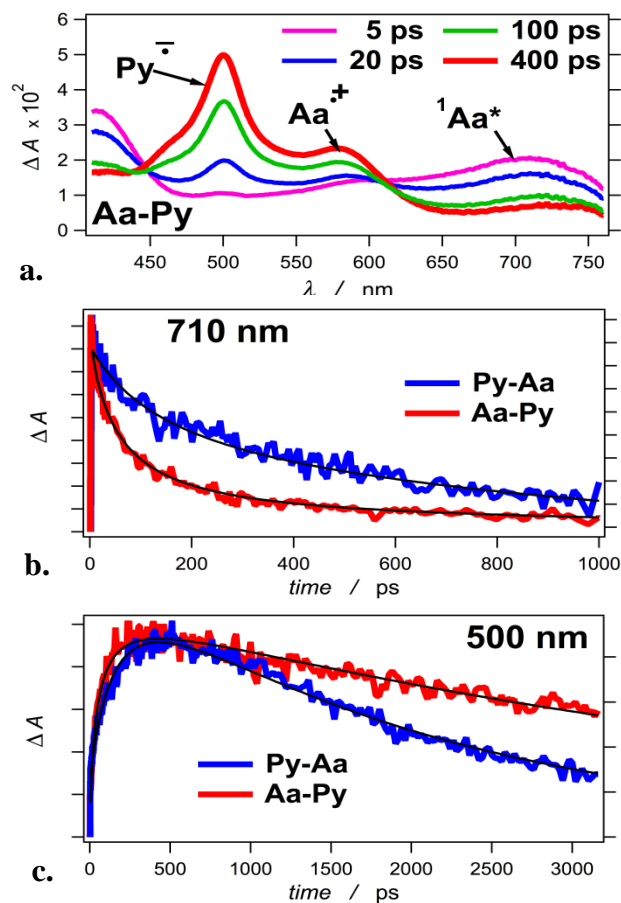 a.
Δ A x 10²
6
5
4
3
2
1
0
5 ps 100 ps
20 ps 400 ps
Py⁻•
Aa•⁺
¹Aa*
Aa-Py
450 500 550 600 650 700 750
λ / nm
b.
Δ A
710 nm
Py-Aa
Aa-Py
0 200 400 600 800 1000
time / ps
c.
Δ A
500 nm
Py-Aa
Aa-Py
0 500 1000 1500 2000 2500 3000
time / ps